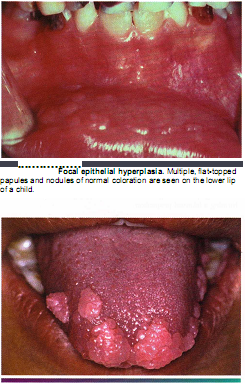 Focal epithelial hyperplasia. Multiple, flat-topped
papules and nodules of normal coloration are seen on the lower lip
of a child.